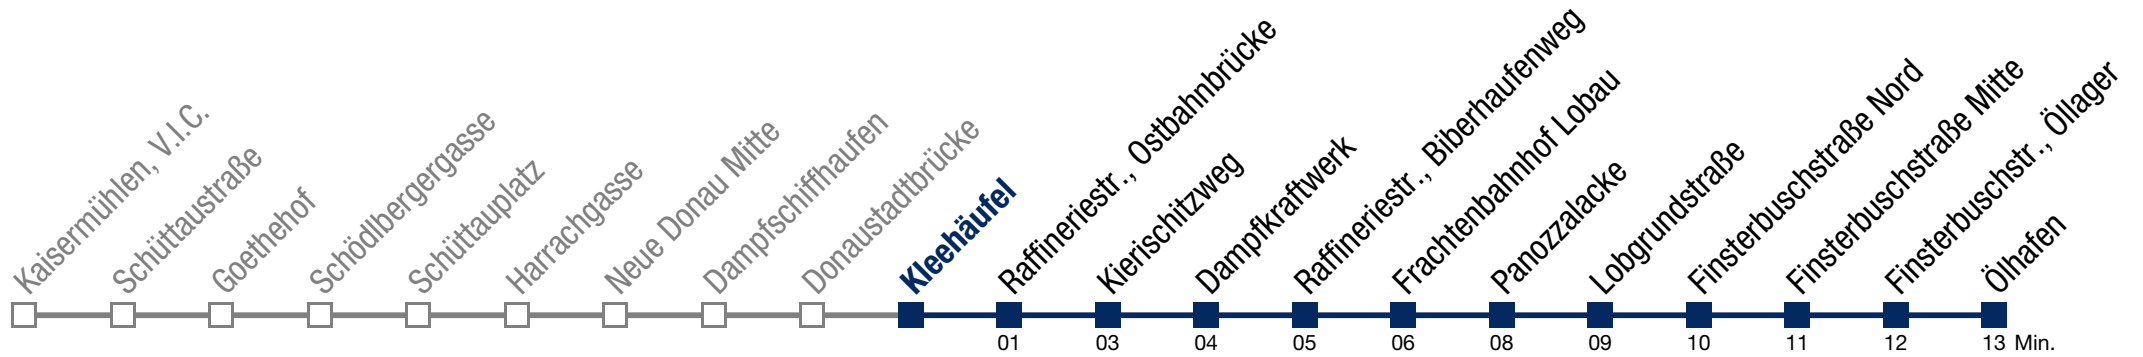 Kaisermühlen, V.I.C.
Schüttaustraße
Goethehof
Schödlbergergasse
Schüttauplatz
Harrachgasse
Neue Donau Mitte
Dampfschiffhaufen
Donaustadtbrücke
Kleehäufel
Raffineriestr., Ostbahnbrücke
Kierischitzweg
Dampfkraftwerk
Raffineriestr., Biberhaufenweg
Frachtenbahnhof Lobau
Panozzalacke
Lobgrundstraße
Finsterbuschstraße Nord
Finsterbuschstraße Mitte
Finsterbuschstr., Öllager
Ölhafen
01 03 04 05 06 08 09 10 11 12 13 Min.